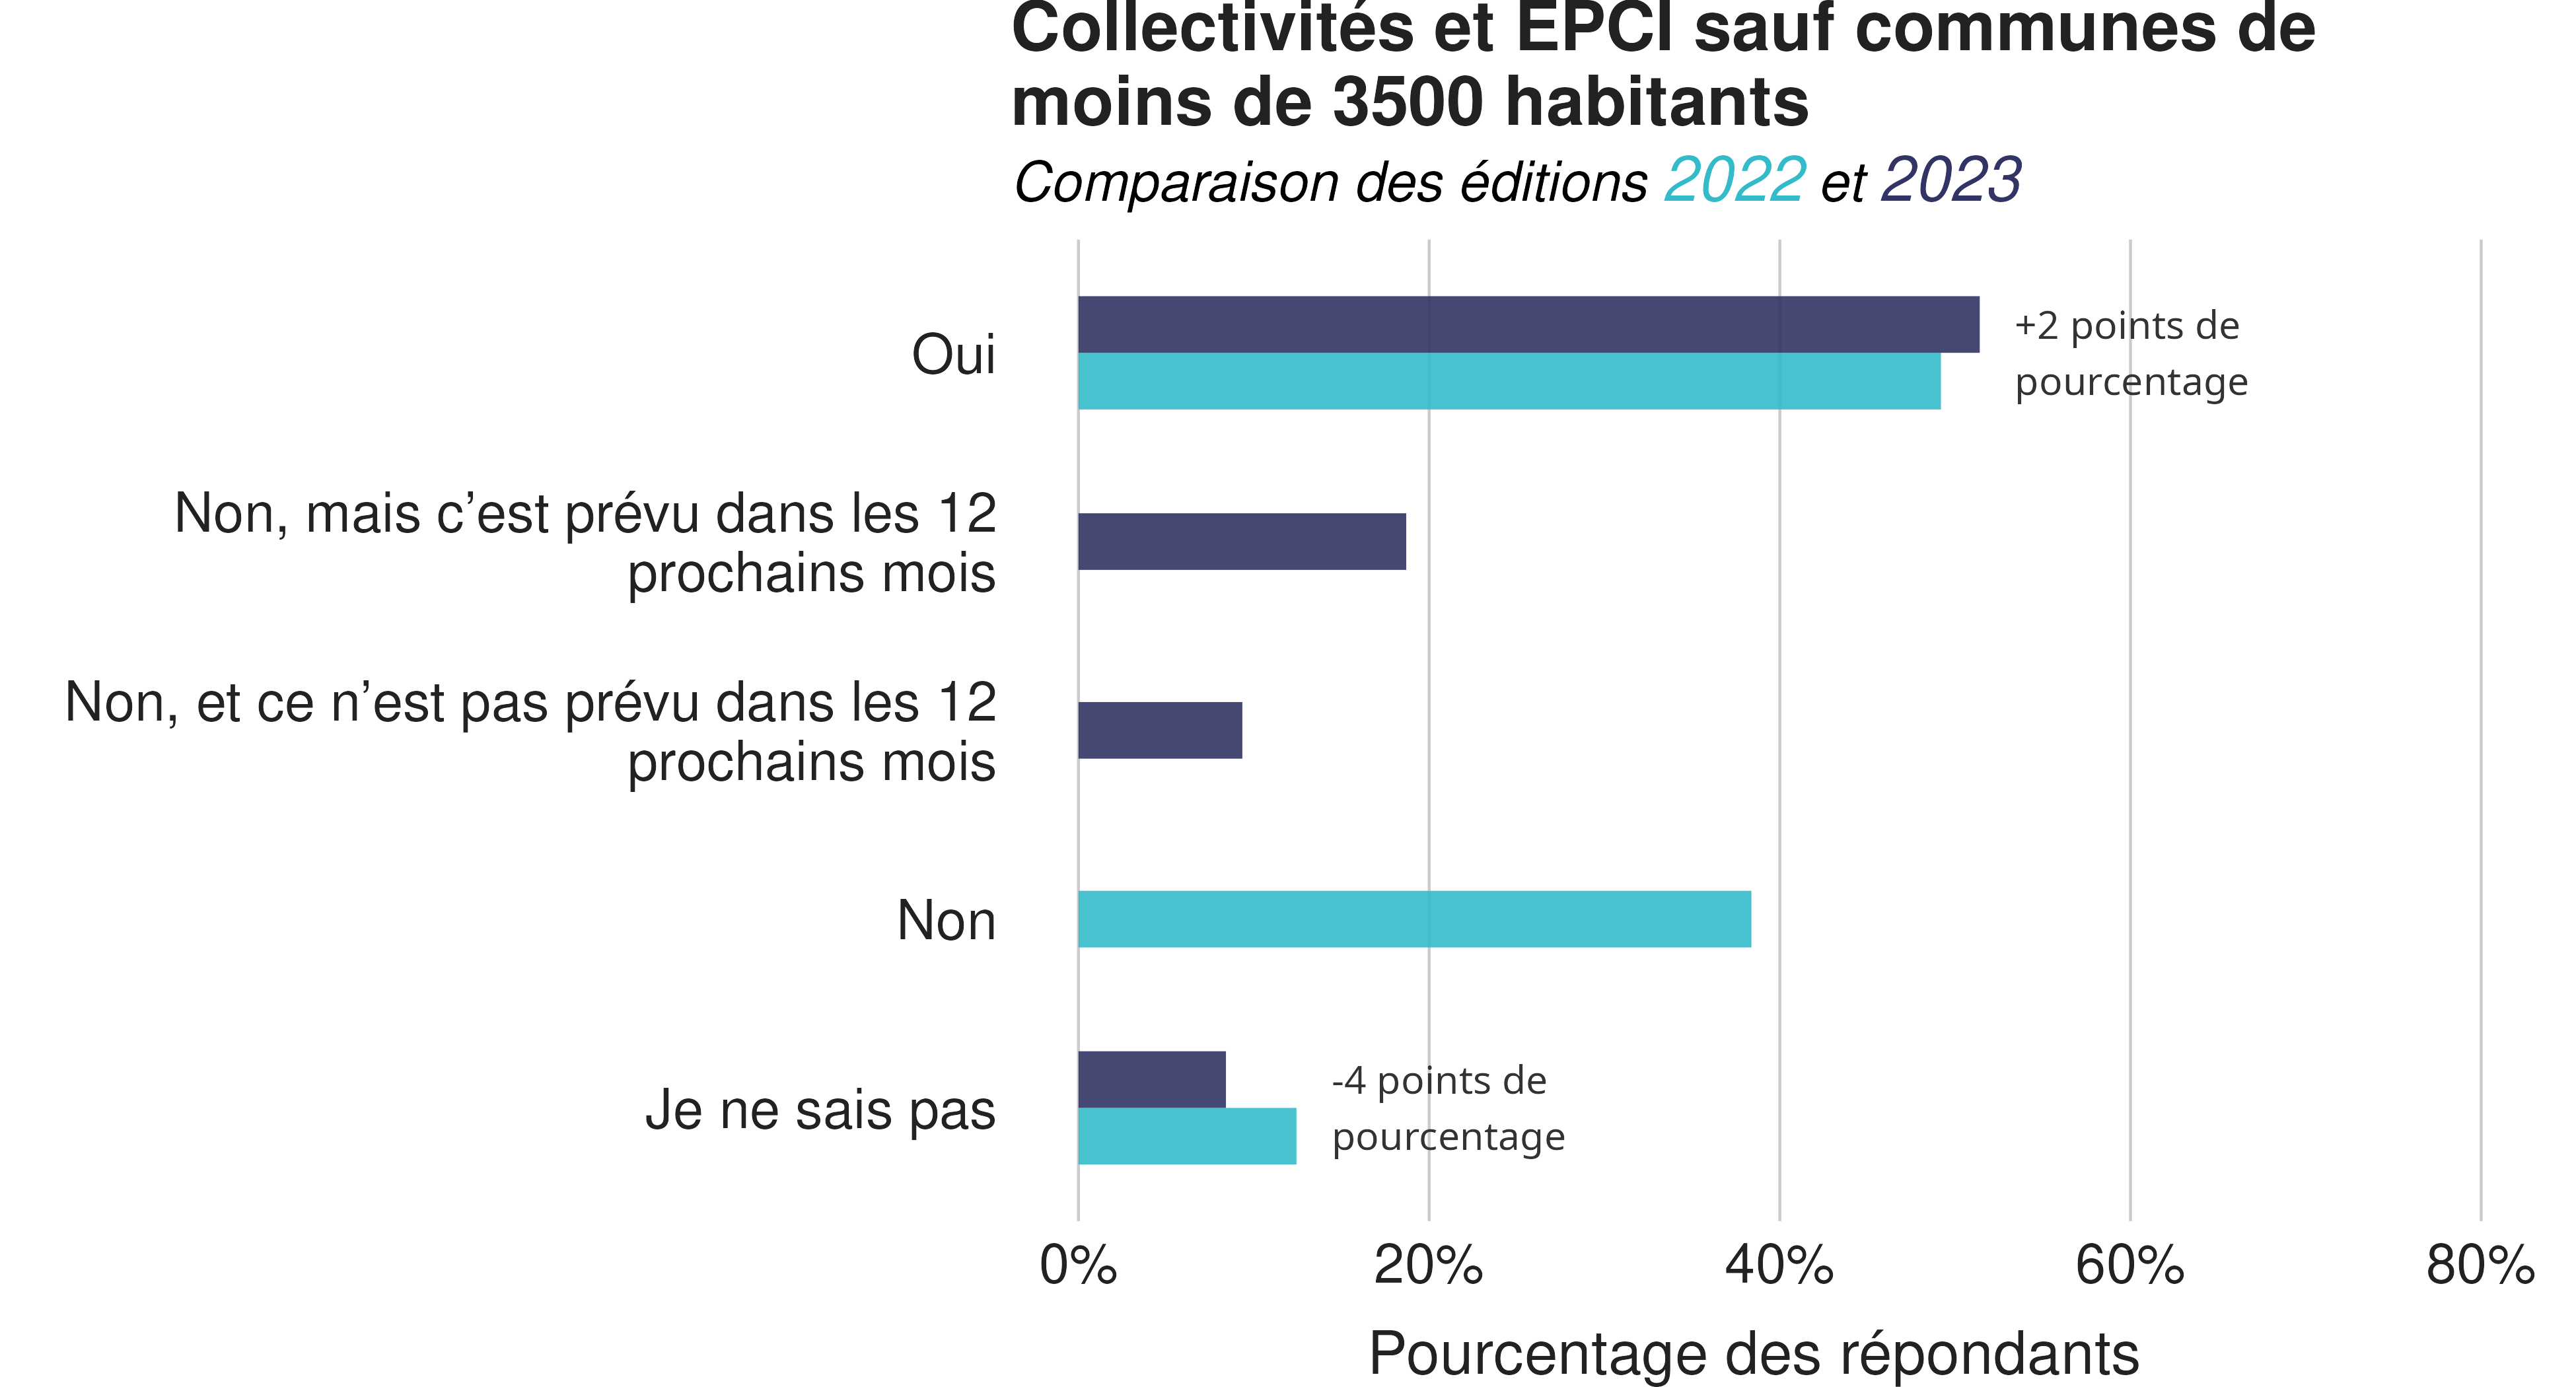 Collectivités et EPCI sauf communes de
moins de 3500 habitants
Comparaison des éditions 2022 et 2023
Oui
+2 points de
pourcentage
Non, mais c’est prévu dans les 12
prochains mois
Non, et ce n’est pas prévu dans les 12
prochains mois
Non
Je ne sais pas
-4 points de
pourcentage
0% 20% 40% 60% 80%
Pourcentage des répondants